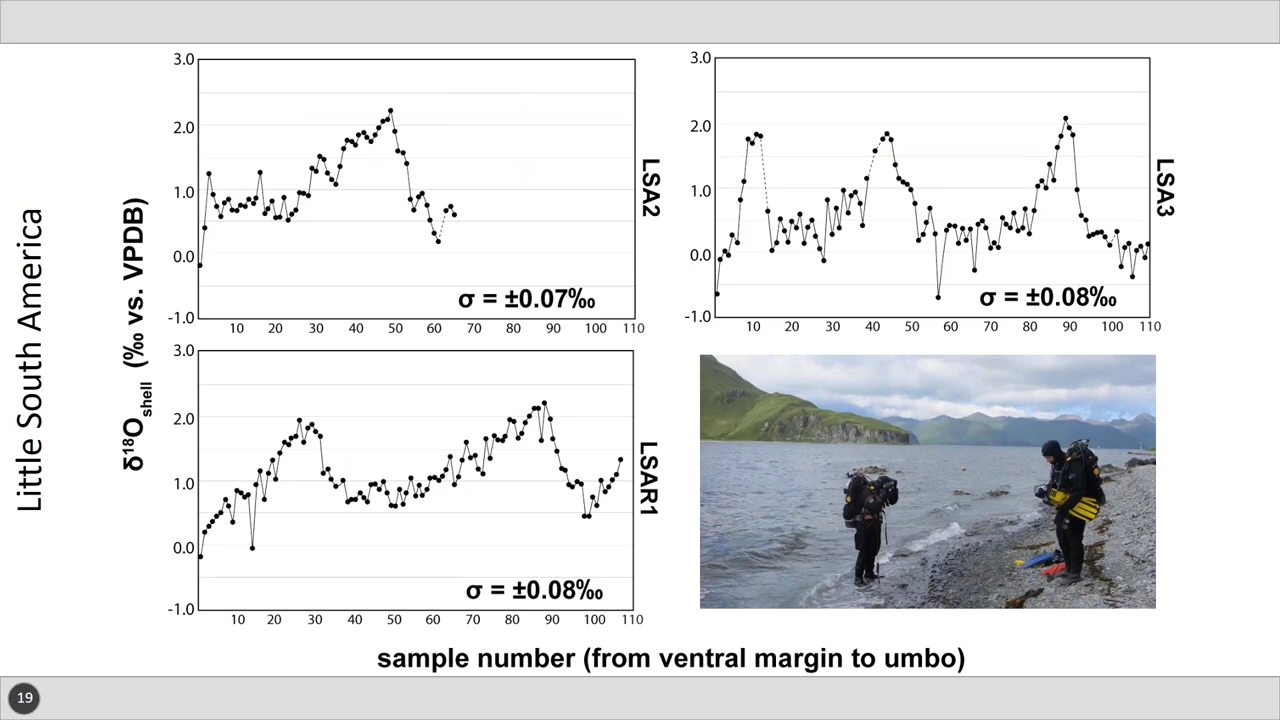 Little South America
δ18Oshell (‰ vs. VPDB)
3.0
2.0
1.0
0.0
-1.0
10 20 30 40 50 60 70 80 90 100 110
σ = ±0.07‰
LSA2
3.0
2.0
1.0
0.0
-1.0
10 20 30 40 50 60 70 80 90 100 110
σ = ±0.08‰
LSA3
3.0
2.0
1.0
0.0
-1.0
10 20 30 40 50 60 70 80 90 100 110
σ = ±0.08‰
LSAR1
sample number (from ventral margin to umbo)
19